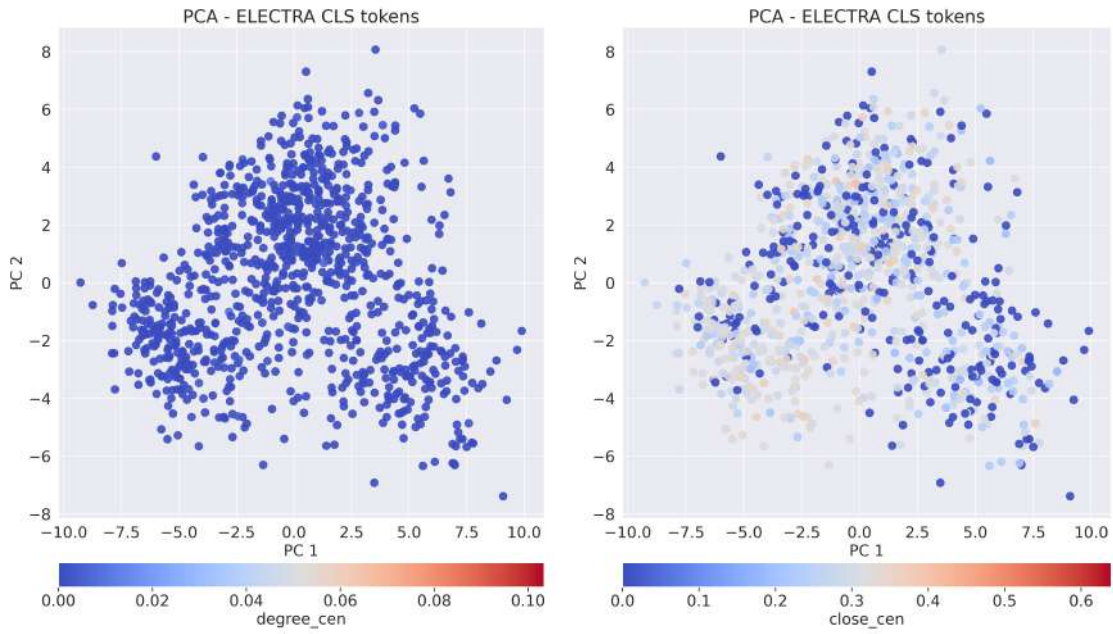 PCA - ELECTRA CLS tokens
8
6
4
2
0
−2
−4
−6
−8
PC 2
−10.0 −7.5 −5.0 −2.5 0.0 2.5 5.0 7.5 10.0
PC 1
0.00 0.02 0.04 0.06 0.08 0.10
degree_cen
PCA - ELECTRA CLS tokens
8
6
4
2
0
−2
−4
−6
−8
PC 2
−10.0 −7.5 −5.0 −2.5 0.0 2.5 5.0 7.5 10.0
PC 1
0.0 0.1 0.2 0.3 0.4 0.5 0.6
close_cen